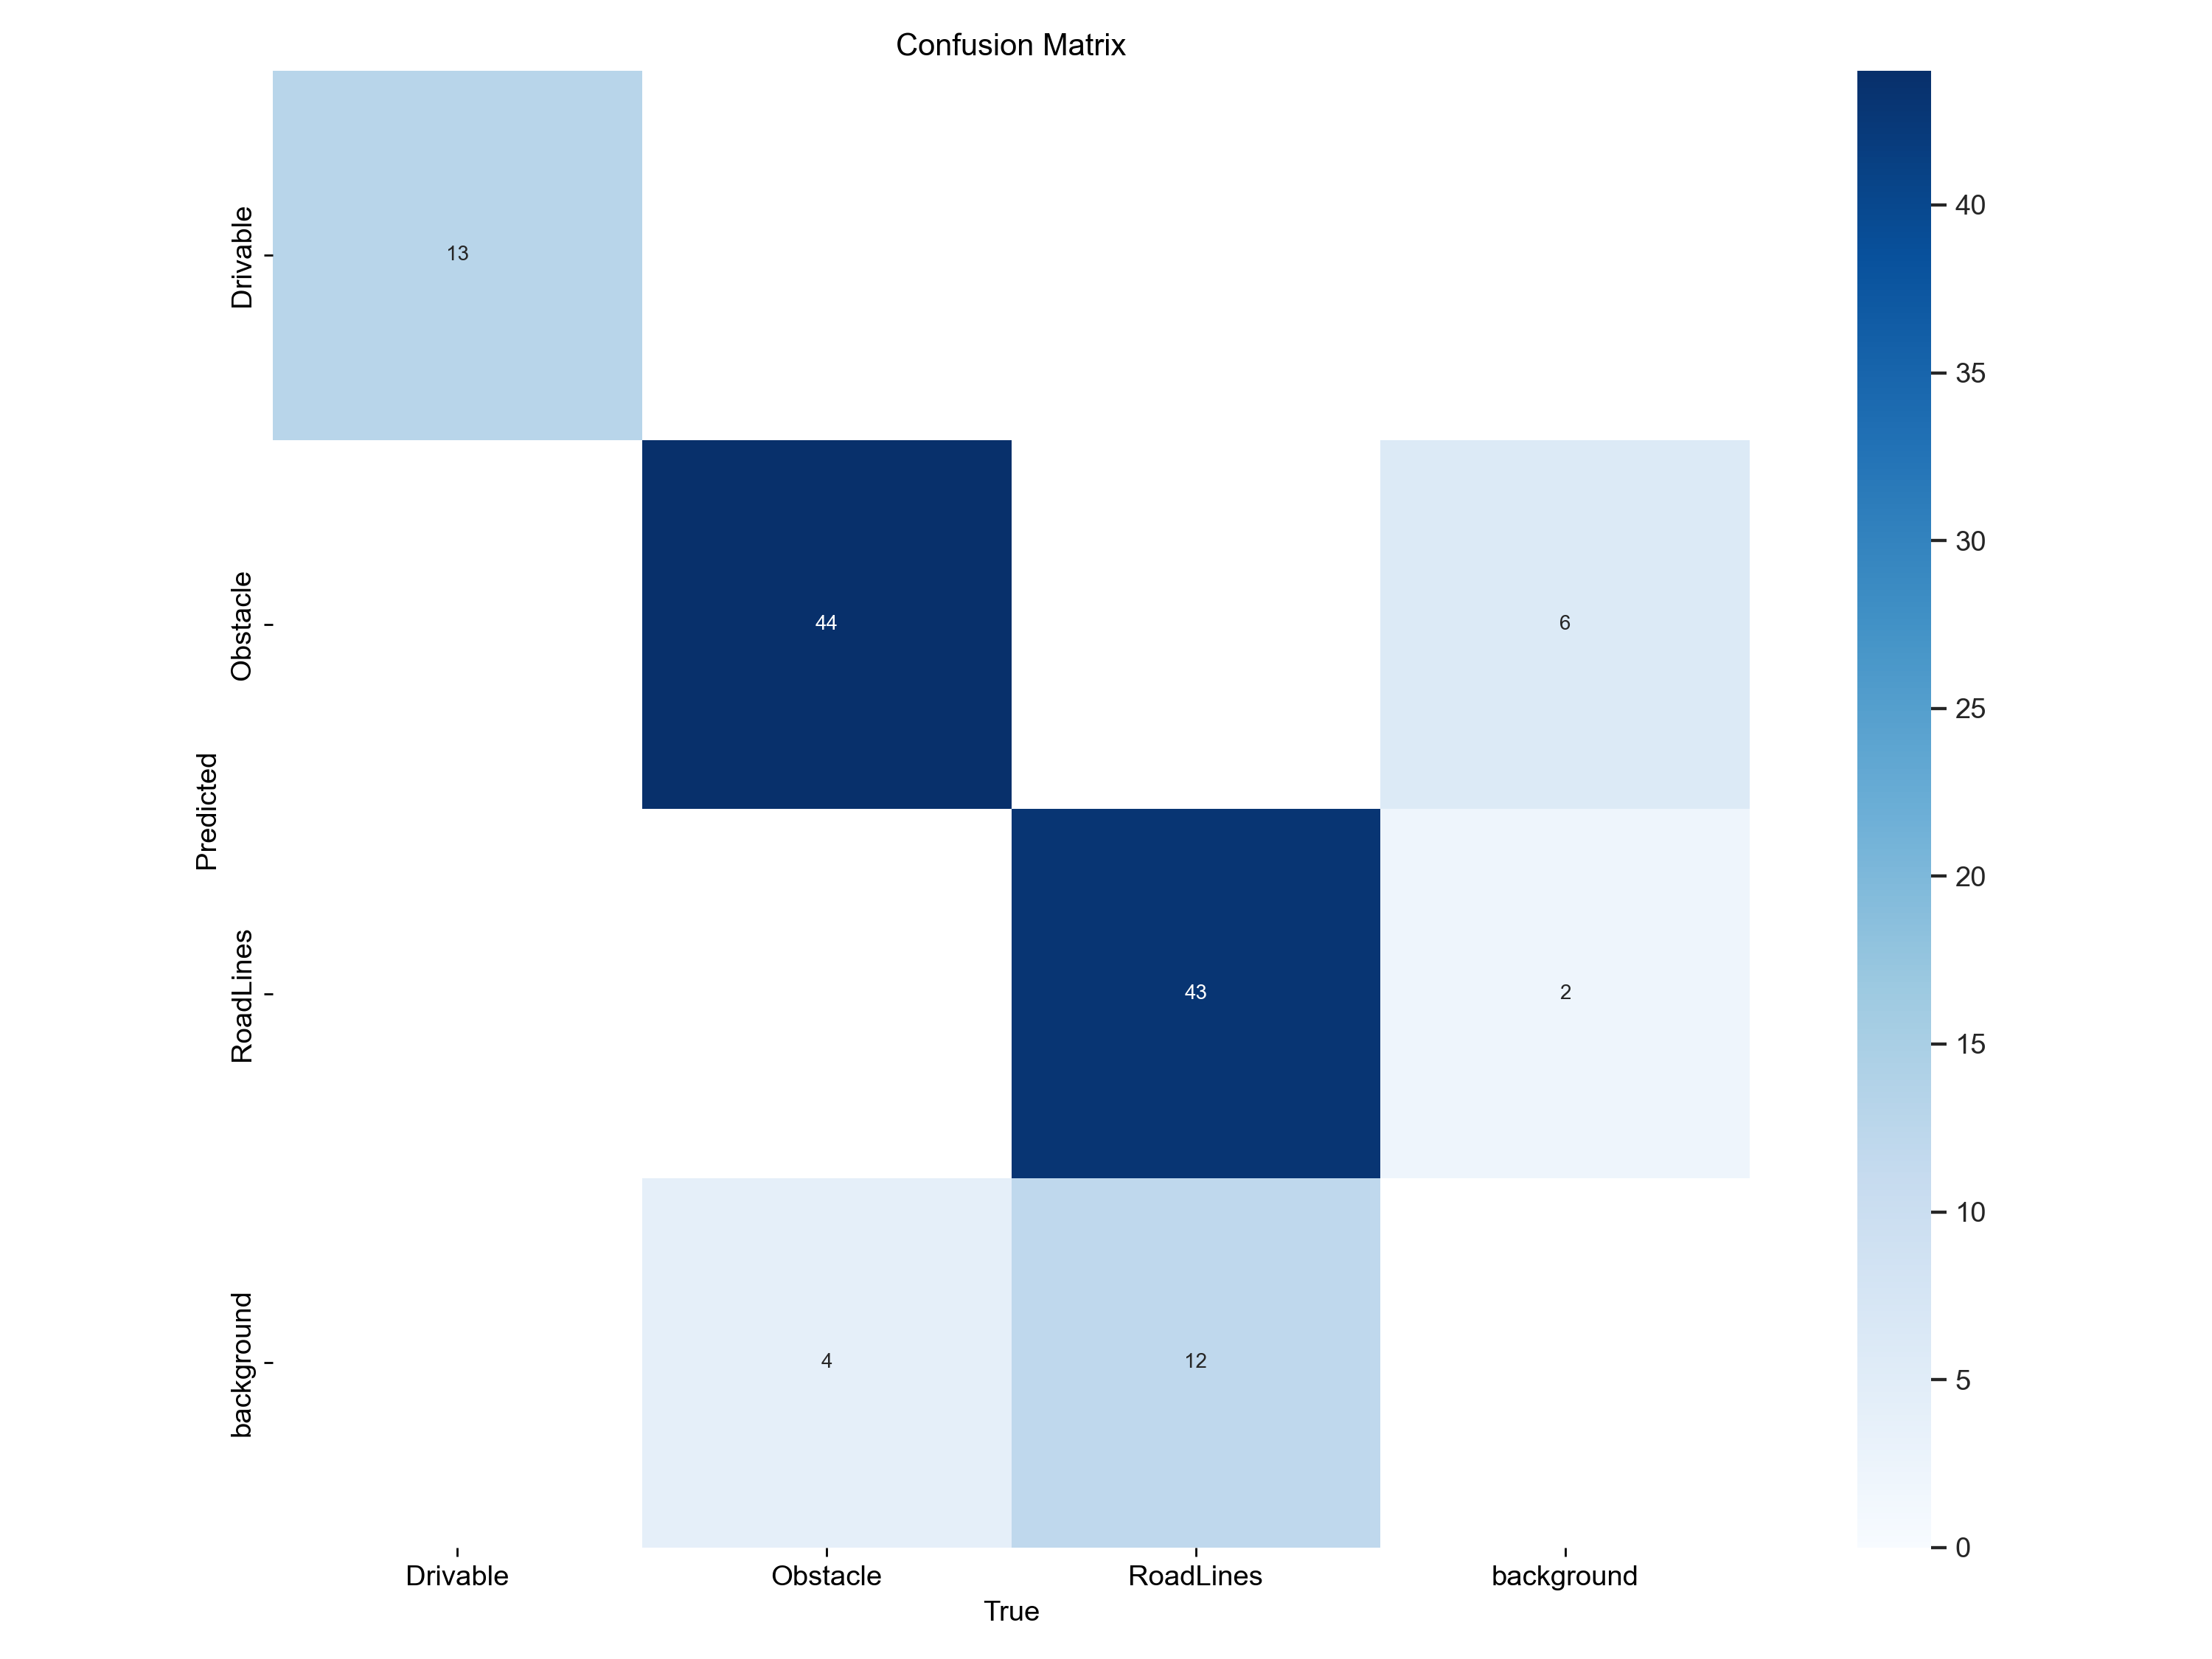 Confusion Matrix
Predicted
Drivable
Obstacle
RoadLines
background
13
44
6
43
2
4
12
Drivable
Obstacle
RoadLines
background
True
40
35
30
25
20
15
10
5
0